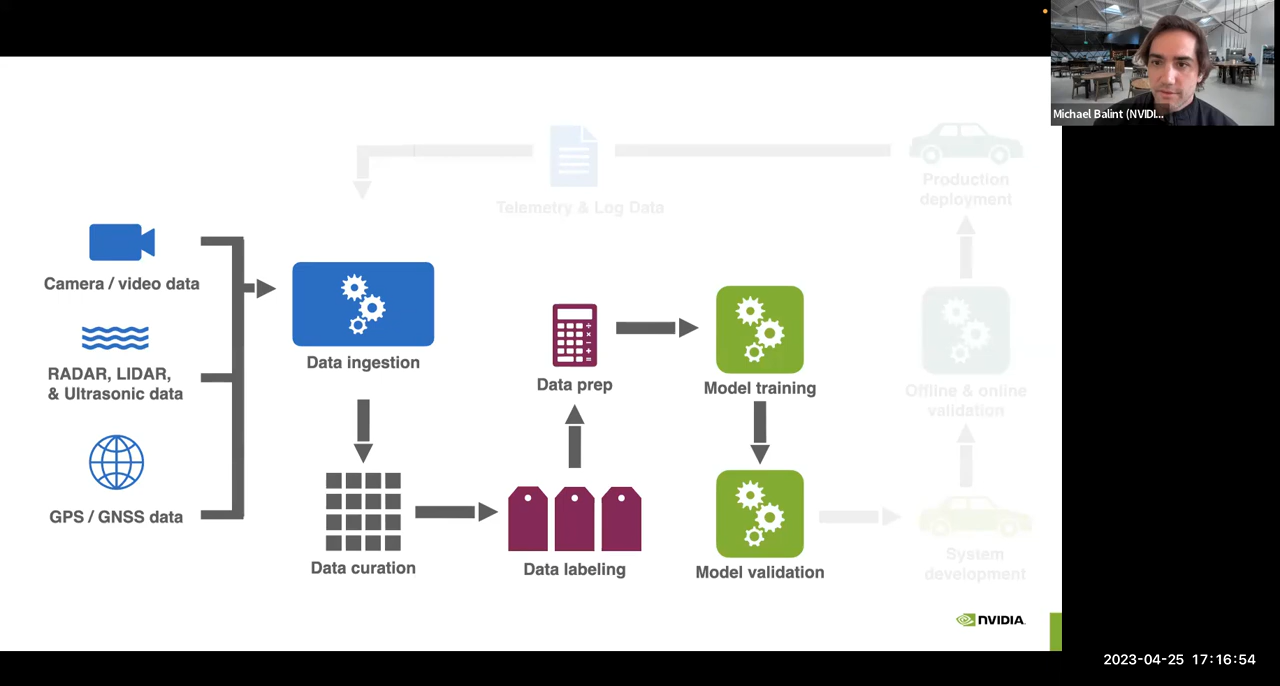 Michael Balint (NVIDI...
Telemetry & Log Data
Production
deployment
Camera / video data
RADAR, LIDAR,
& Ultrasonic data
GPS / GNSS data
Data ingestion
Data curation
Data labeling
Data prep
Model training
Model validation
Offline & online
validation
System
development
NVIDIA
2023-04-25 17:16:54